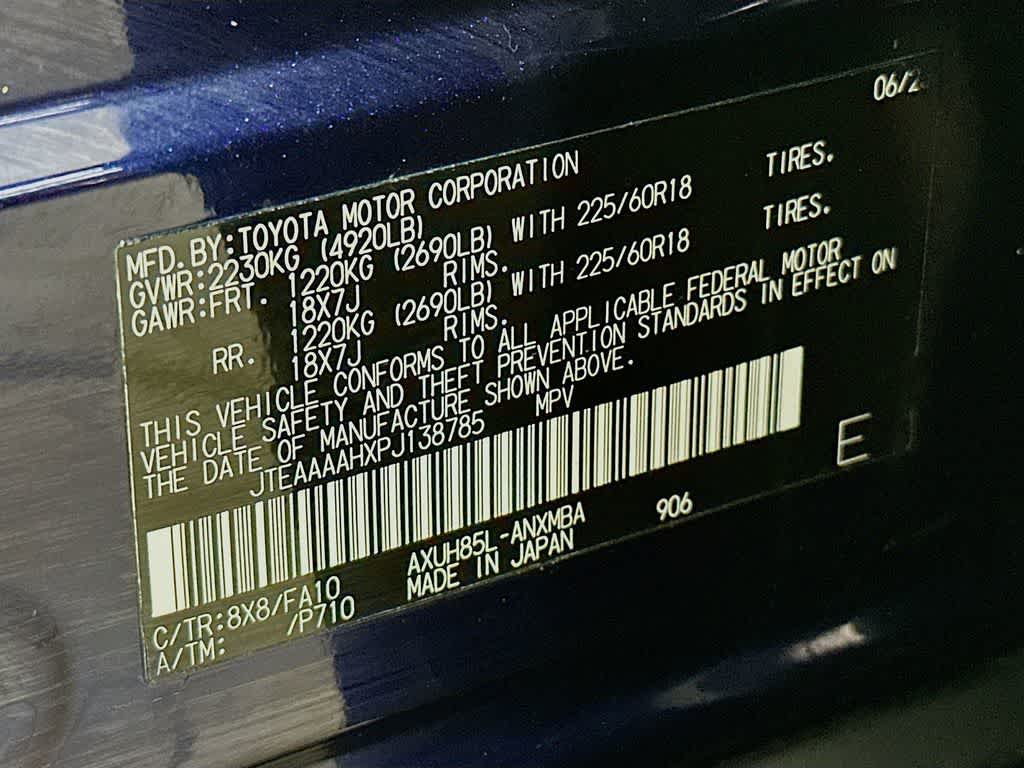 06/2
MFD. BY: TOYOTA MOTOR CORPORATION
GVWR: 2230KG (4920LB)
GAWR: FRT. 1220KG (2690LB) WITH 225/60R18 TIRES.
18X7J RIMS.
RR. 1220KG (2690LB) WITH 225/60R18 TIRES.
18X7J RIMS.
THIS VEHICLE CONFORMS TO ALL APPLICABLE FEDERAL MOTOR
VEHICLE SAFETY AND THEFT PREVENTION STANDARDS IN EFFECT ON
THE DATE OF MANUFACTURE SHOWN ABOVE.
JTEAAAAHXPJ138785 MPV
E
C/TR: 8X8/FA10 AXUH85L-ANXMBA 906
A/TM: /P710 MADE IN JAPAN